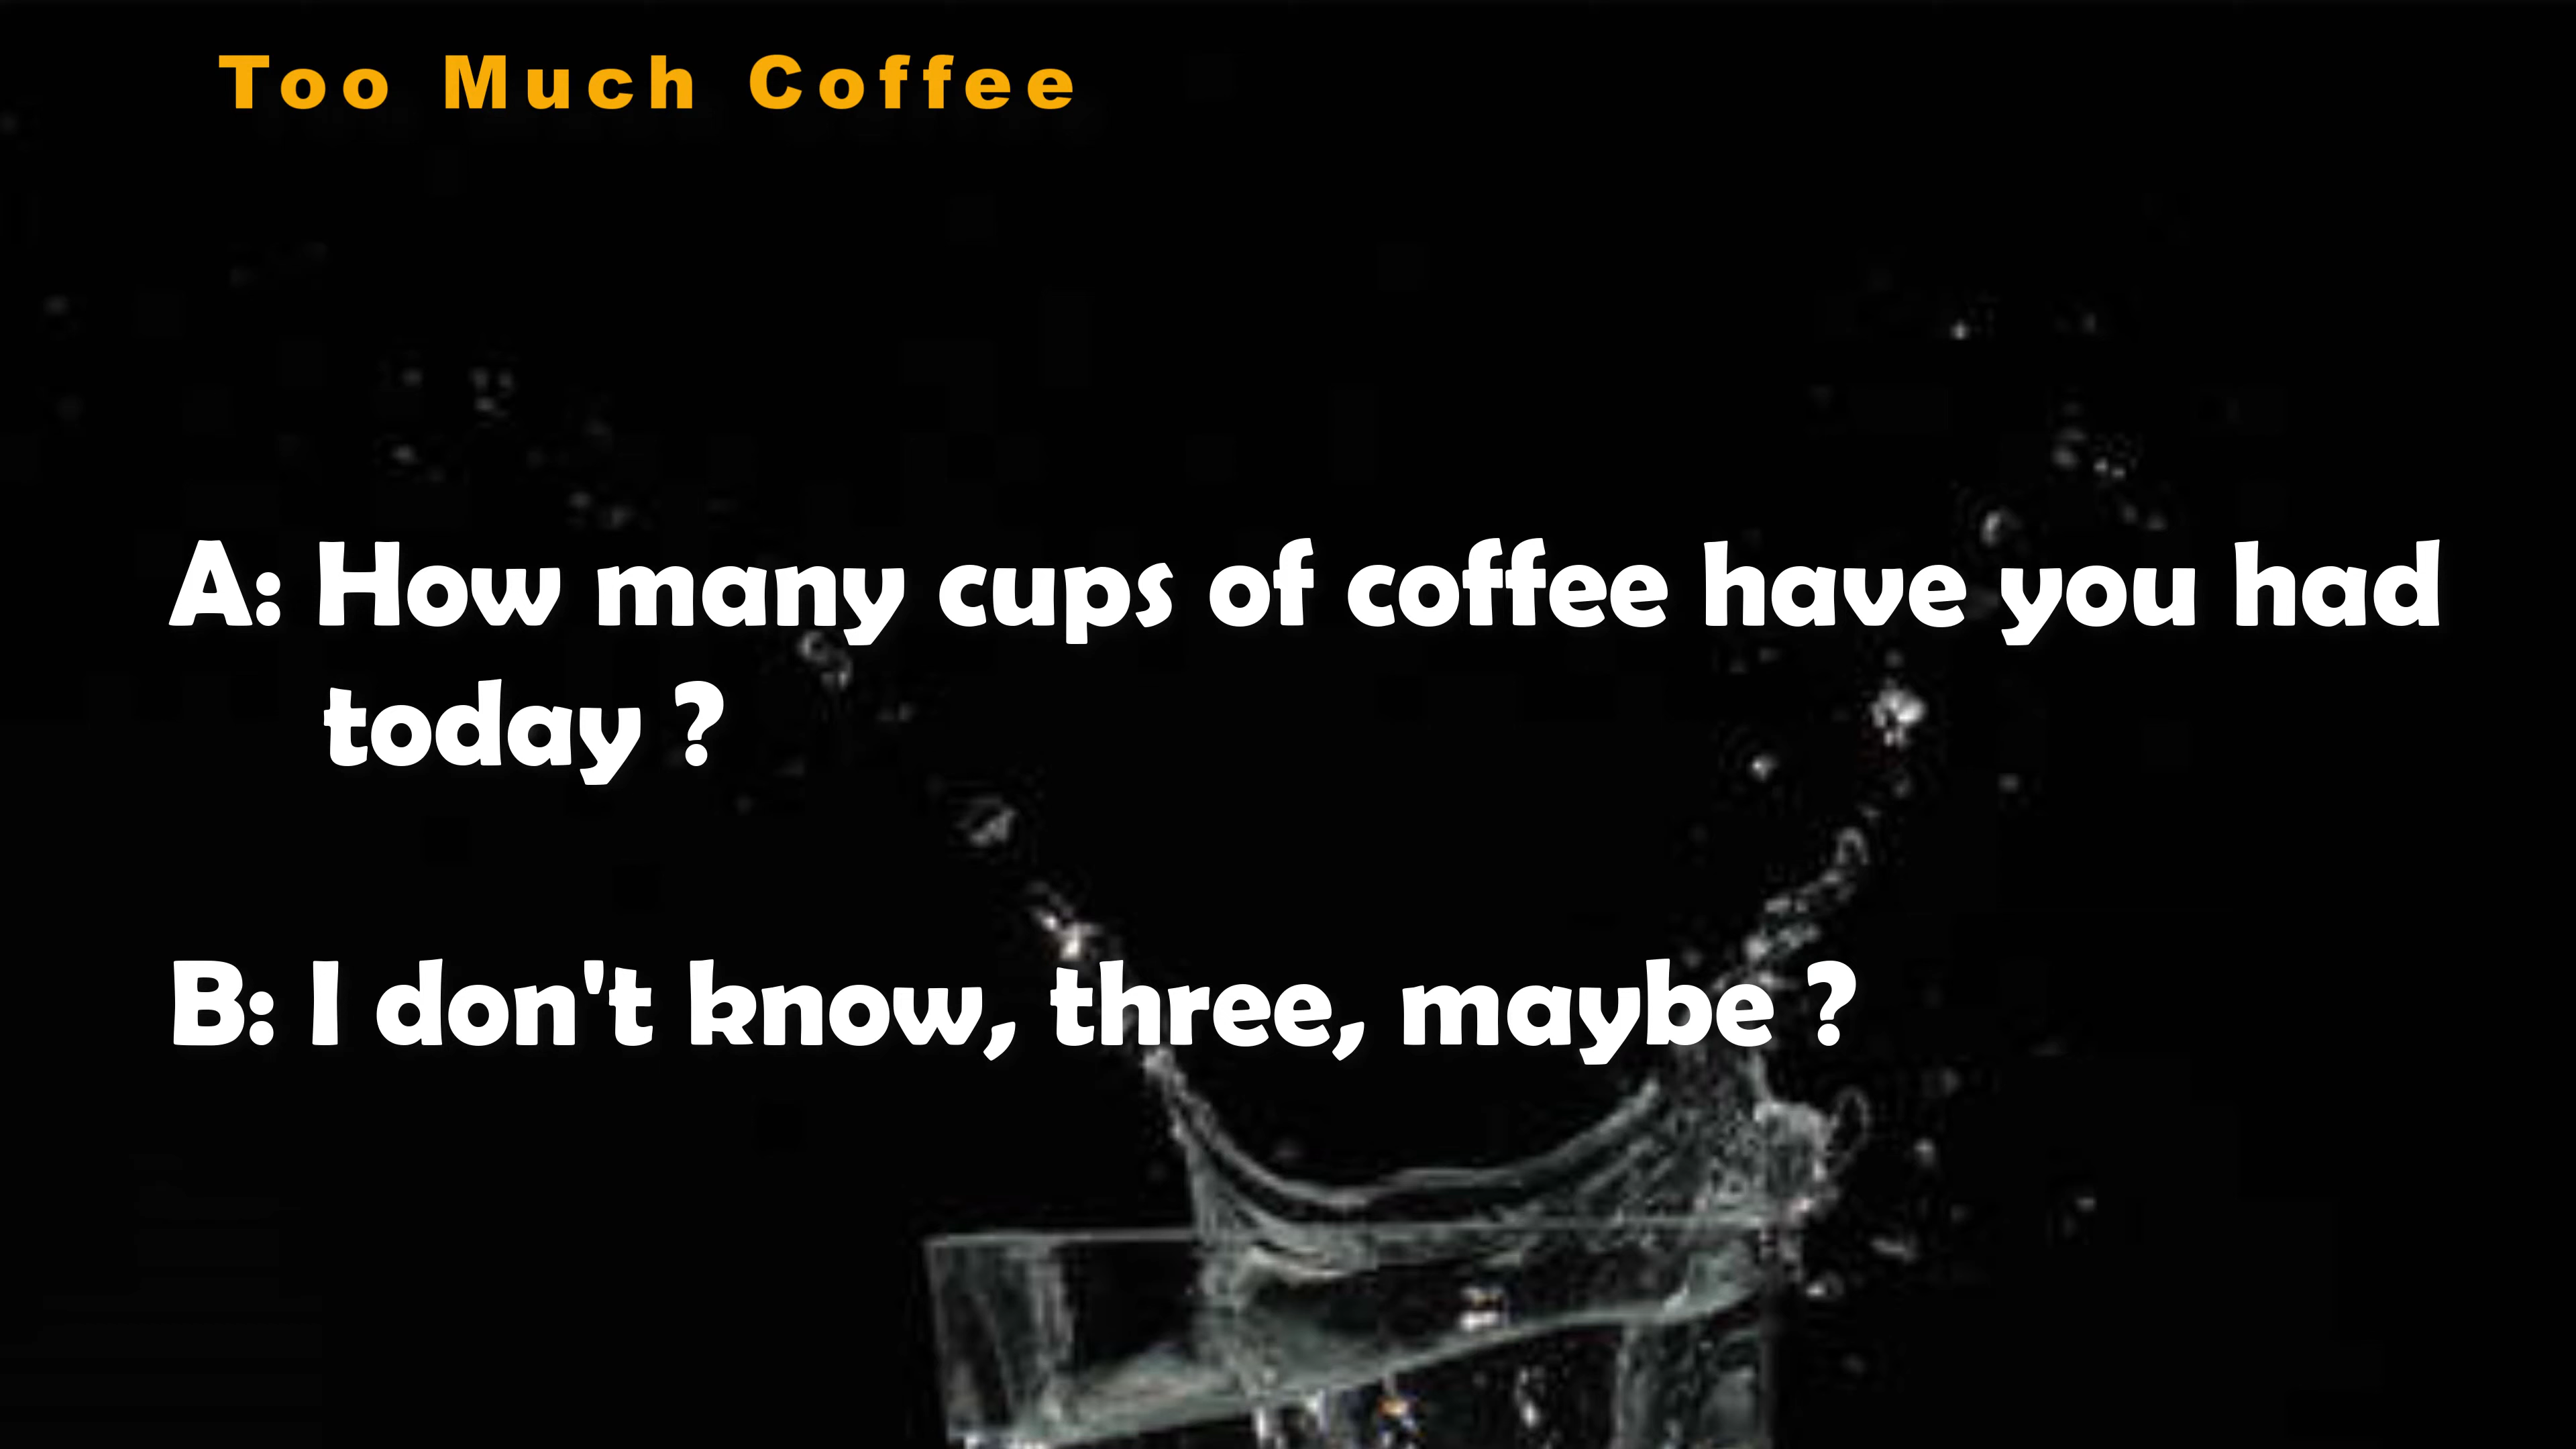 Too Much Coffee
A: How many cups of coffee have you had
today ?
B: I don't know, three, maybe ?